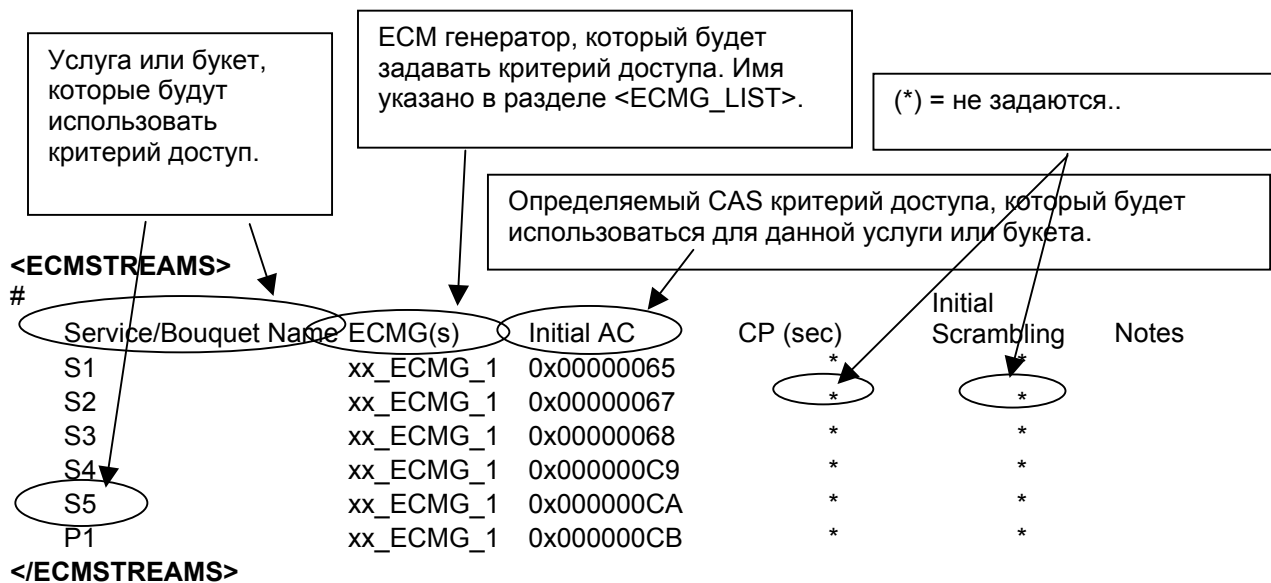 Услуга или букет,
которые будут
использовать
критерий доступ.
ECM генератор, который будет
задавать критерий доступа. Имя
указано в разделе <ECMG_LIST>.
(*) = не задаются..
Определяемый CAS критерий доступа, который будет
использоваться для данной услуги или букета.
<ECMSTREAMS>
#
Service/Bouquet Name ECMG(s) Initial AC CP (sec) Initial Scrambling Notes
S1 xx_ECMG_1 0x00000065 * *
S2 xx_ECMG_1 0x00000067 * *
S3 xx_ECMG_1 0x00000068 * *
S4 xx_ECMG_1 0x000000C9 * *
S5 xx_ECMG_1 0x000000CA * *
P1 xx_ECMG_1 0x000000CB * *
</ECMSTREAMS>